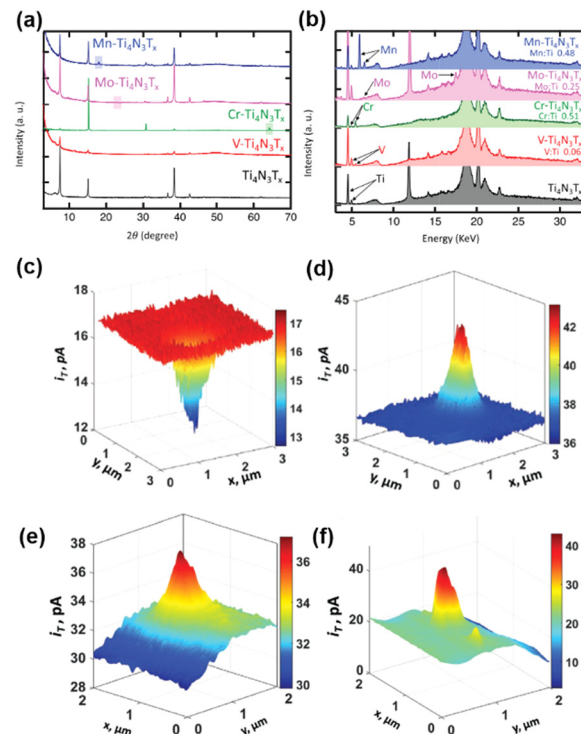 (a)
Mn-Ti₄N₃Tₓ
Mo-Ti₄N₃Tₓ
Cr-Ti₄N₃Tₓ
V-Ti₄N₃Tₓ
Ti₄N₃Tₓ
Intensity (a. u.)
10 20 30 40 50 60 70
2θ (degree)
(b)
Mn
Mn-Ti₄N₃Tₓ
Mn:Ti 0.48
Mo
Mo
Mo-Ti₄N₃Tₓ
Mo:Ti 0.25
Cr
Cr-Ti₄N₃Tₓ
Cr:Ti 0.51
V
V-Ti₄N₃Tₓ
V:Ti 0.06
Ti
Ti₄N₃Tₓ
Intensity (a. u.)
5 10 15 20 25 30
Energy (KeV)
(c)
18
16
14
12
iT, pA
0
1
2
3
y, μm
0
1
2
3
x, μm
17
16
15
14
13
(d)
45
40
35
iT, pA
3
2
1
0
y, μm
0
1
2
3
x, μm
42
40
38
36
(e)
38
36
34
32
30
28
iT, pA
2
1
0
x, μm
0
1
2
y, μm
36
34
32
30
(f)
40
20
0
iT, pA
2
1
0
x, μm
0
1
2
y, μm
40
30
20
10